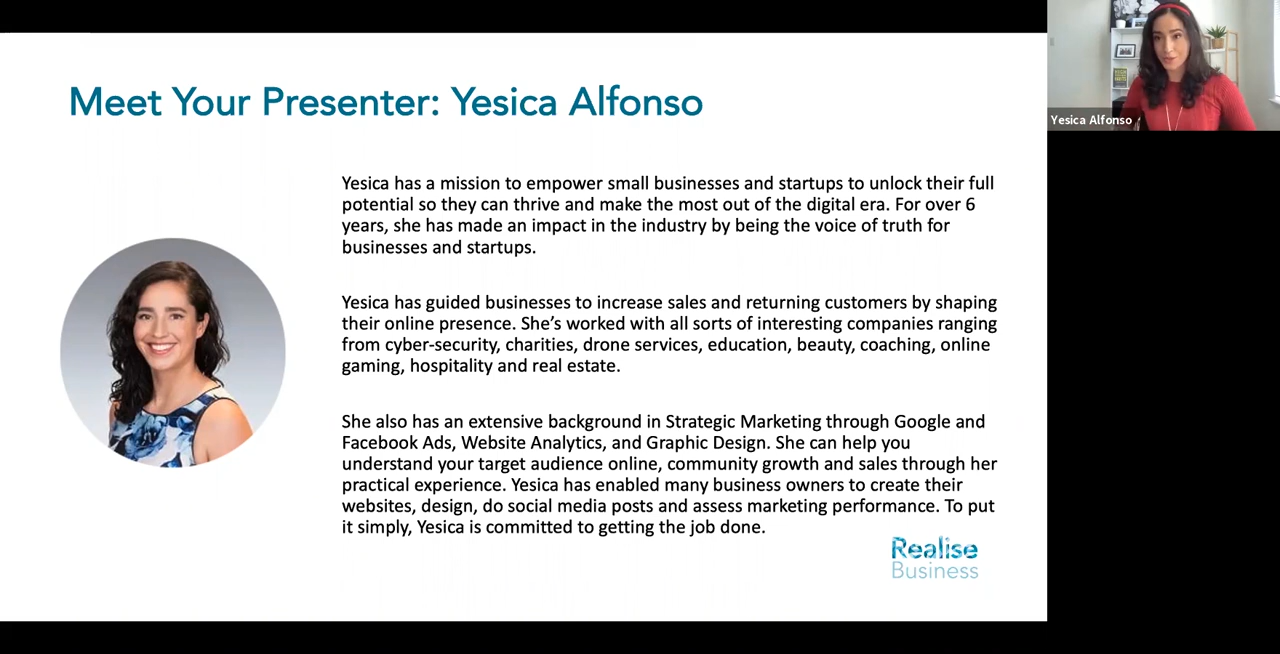 Meet Your Presenter: Yesica Alfonso
Yesica Alfonso
Yesica has a mission to empower small businesses and startups to unlock their full
potential so they can thrive and make the most out of the digital era. For over 6
years, she has made an impact in the industry by being the voice of truth for
businesses and startups.
Yesica has guided businesses to increase sales and returning customers by shaping
their online presence. She’s worked with all sorts of interesting companies ranging
from cyber-security, charities, drone services, education, beauty, coaching, online
gaming, hospitality and real estate.
She also has an extensive background in Strategic Marketing through Google and
Facebook Ads, Website Analytics, and Graphic Design. She can help you
understand your target audience online, community growth and sales through her
practical experience. Yesica has enabled many business owners to create their
websites, design, do social media posts and assess marketing performance. To put
it simply, Yesica is committed to getting the job done.
Realise
Business